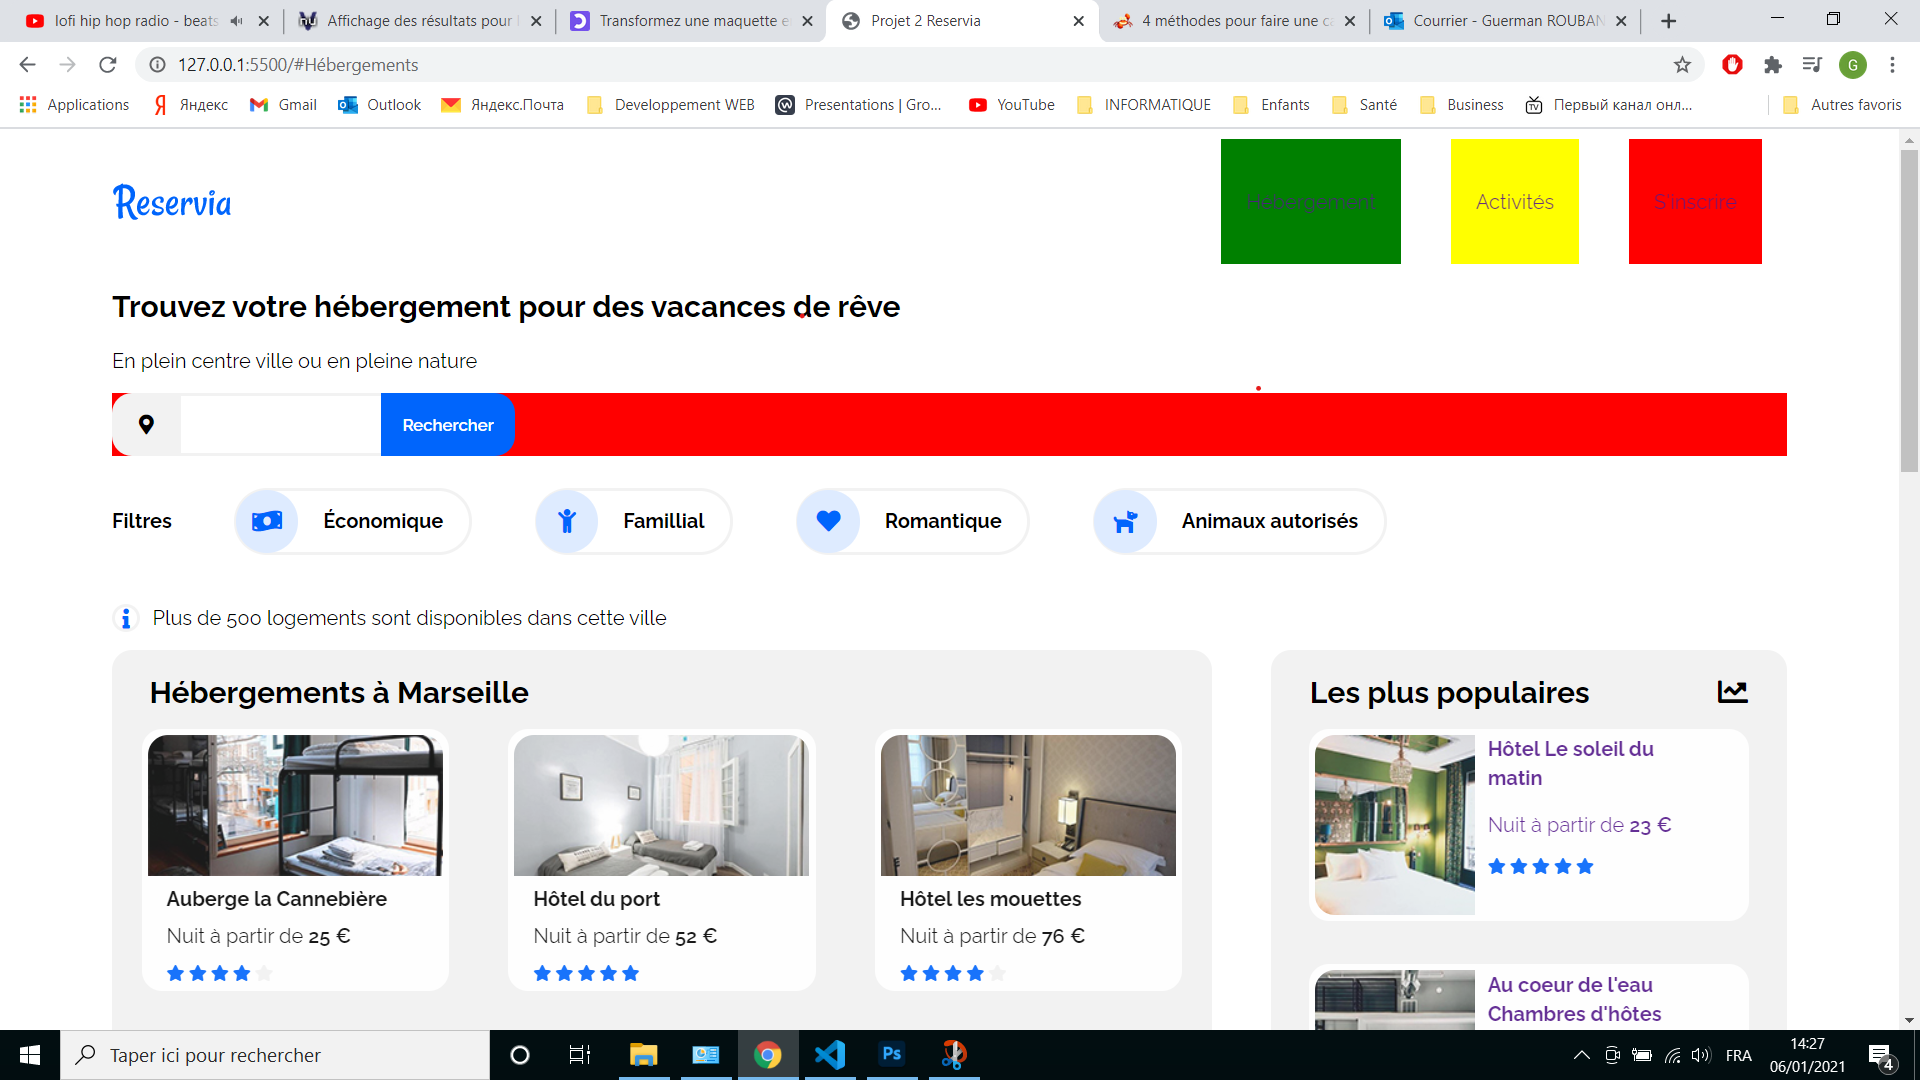 lofi hip hop radio - beats
Affichage des résultats pour
Transformez une maquette e
Projet 2 Reservia
4 méthodes pour faire une ca
Courrier - Guerman ROUBAN
127.0.0.1:5500/#Hébergements
G
Applications
Яндекс
Gmail
Outlook
Яндекс.Почта
Developpement WEB
Presentations | Gro...
YouTube
INFORMATIQUE
Enfants
Santé
Business
Первый канал онл...
Autres favoris
Reservia
Hébergement
Activités
S'inscrire
Trouvez votre hébergement pour des vacances de rêve
En plein centre ville ou en pleine nature
Rechercher
Filtres
Économique
Famillial
Romantique
Animaux autorisés
Plus de 500 logements sont disponibles dans cette ville
Hébergements à Marseille
Les plus populaires
Auberge la Cannebière
Nuit à partir de 25 €
Hôtel du port
Nuit à partir de 52 €
Hôtel les mouettes
Nuit à partir de 76 €
Hôtel Le soleil du
matin
Nuit à partir de 23 €
Au coeur de l'eau
Chambres d'hôtes
Taper ici pour rechercher
Ps
FRA
14:27
06/01/2021
4